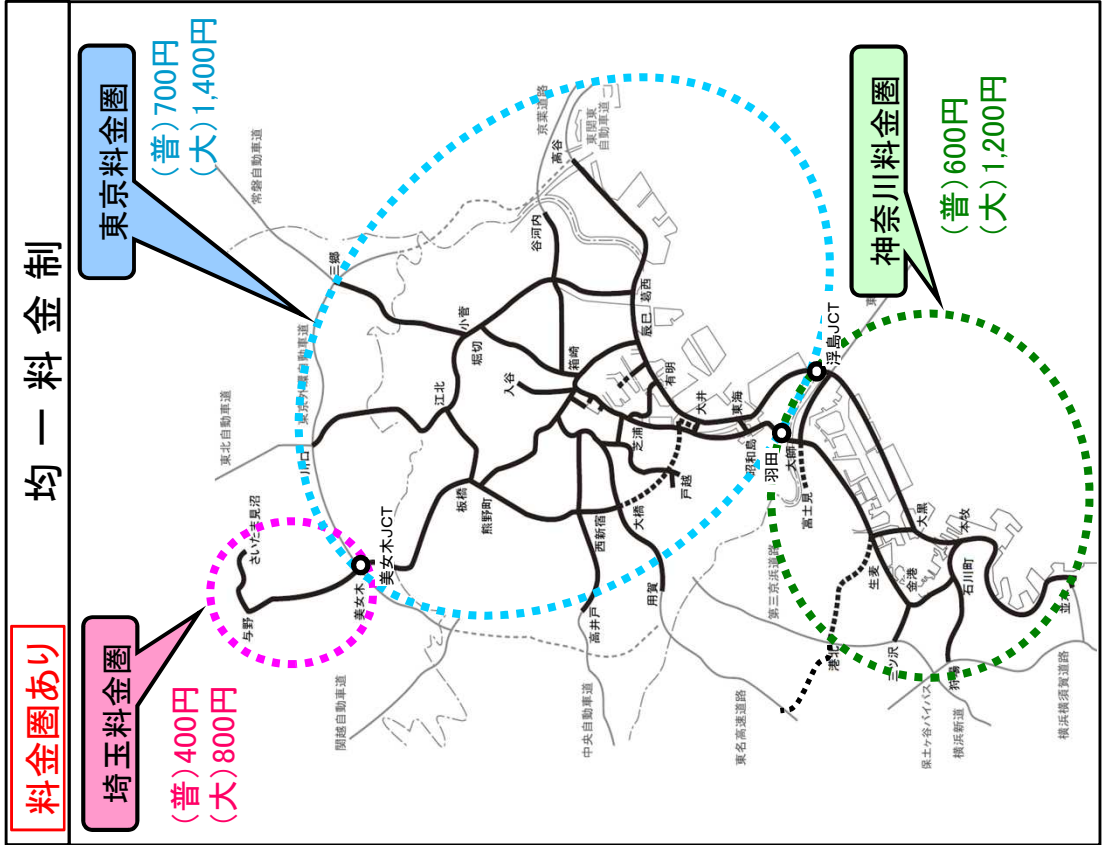 料金圏あり
均一料金制
埼玉料金圏
(普)400円
(大)800円
東京料金圏
(普)700円
(大)1,400円
神奈川料金圏
(普)600円
(大)1,200円
東北自動車道
常磐自動車道
東京外環自動車道
関越自動車道
中央自動車道
東名高速道路
第三京浜道路
保土ヶ谷バイパス
横浜新道
横浜横須賀道路
京葉道路
東関東
自動車道
さいたま見沼
与野
美女木
美女木JCT
川口
三郷
江北
小菅
堀切
板橋
熊野町
入谷
箱崎
谷河内
高谷
葛西
辰巳
有明
西新宿
高井戸
大橋
用賀
芝浦
戸越
大井
東海
昭和島
羽田
浮島JCT
大師
富士見
東
生麦
大黒
金港
港北
三ツ沢
石川町
本牧
狩場
並木